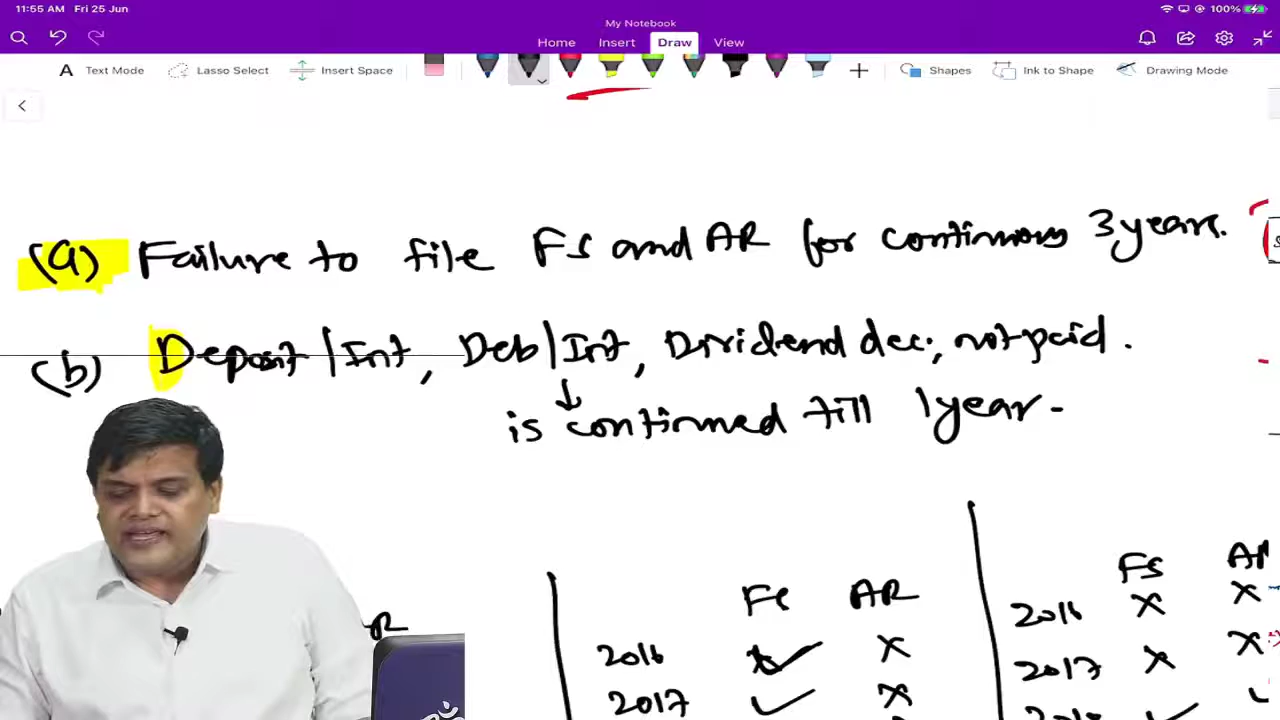 11:55 AM Fri 25 Jun
100%
My Notebook
Home Insert Draw View
Text Mode Lasso Select Insert Space Shapes Ink to Shape Drawing Mode
(a) Failure to file FS and AR for continuous 3 years.
(b) Deposit/Int, Deb/Int, Dividend dec., not paid.
is continued till 1 year.
FS AR
2016 ✓ ×
2017 ✓ ×
FS AR
2016 × ×
2017 × ×
ॐ